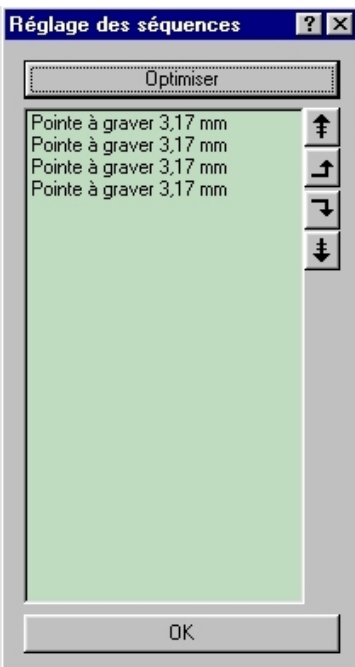 Réglage des séquences ? ×
Optimiser
Pointe à graver 3,17 mm
Pointe à graver 3,17 mm
Pointe à graver 3,17 mm
Pointe à graver 3,17 mm
OK